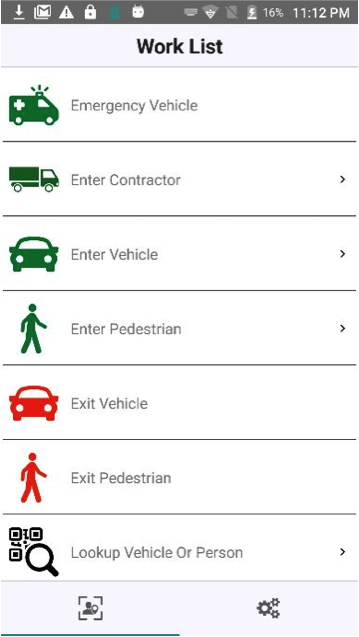 16% 11:12 PM
Work List
Emergency Vehicle
Enter Contractor
Enter Vehicle
Enter Pedestrian
Exit Vehicle
Exit Pedestrian
Lookup Vehicle Or Person